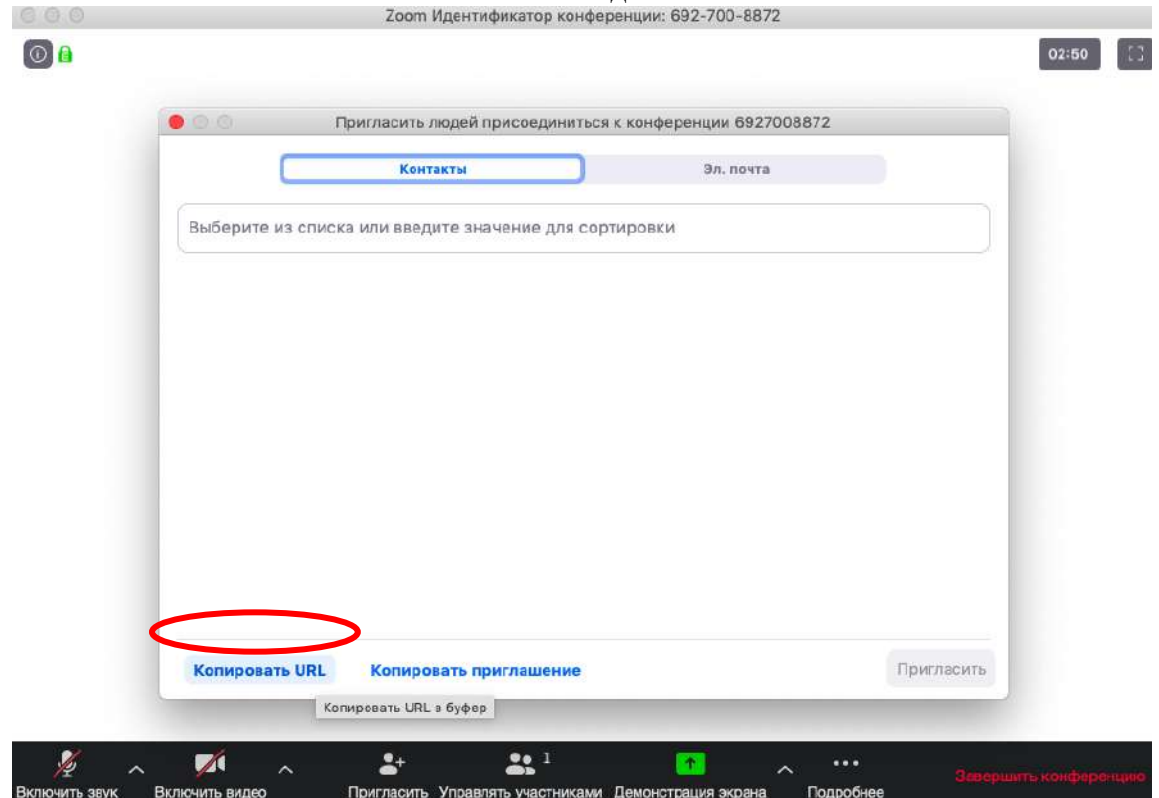 Zoom Идентификатор конференции: 692-700-8872
02:50
Пригласить людей присоединиться к конференции 6927008872
Контакты
Эл. почта
Выберите из списка или введите значение для сортировки
Копировать URL
Копировать приглашение
Пригласить
Копировать URL в буфер
1
Включить звук
Включить видео
Пригласить
Управлять участниками
Демонстрация экрана
Подробнее
Завершить конференцию